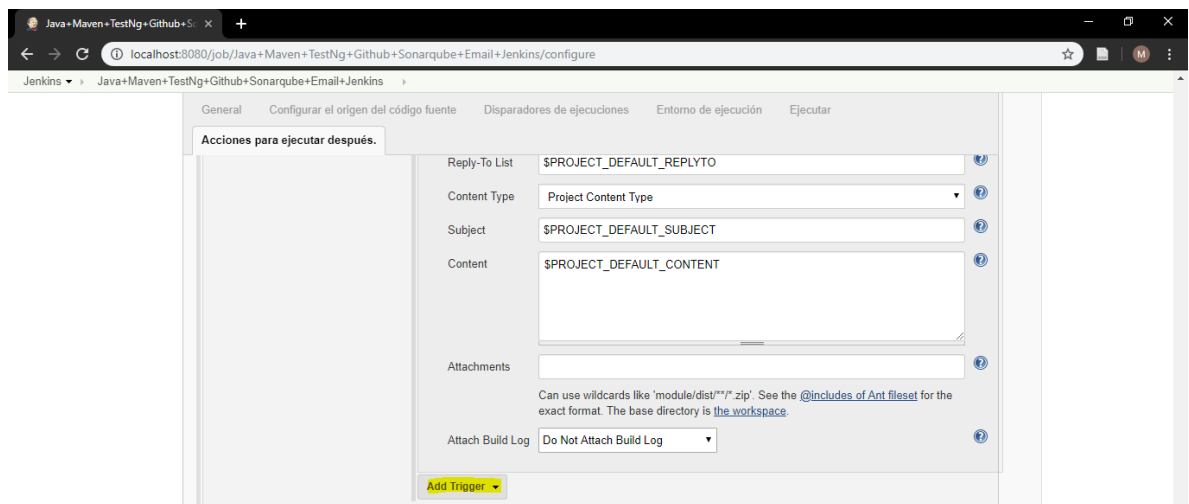 Java+Maven+TestNg+Github+So
localhost:8080/job/Java+Maven+TestNg+Github+Sonarqube+Email+Jenkins/configure
M
Jenkins Java+Maven+TestNg+Github+Sonarqube+Email+Jenkins
General Configurar el origen del código fuente Disparadores de ejecuciones Entorno de ejecución Ejecutar
Acciones para ejecutar después.
Reply-To List $PROJECT_DEFAULT_REPLYTO
Content Type Project Content Type
Subject $PROJECT_DEFAULT_SUBJECT
Content $PROJECT_DEFAULT_CONTENT
Attachments
Can use wildcards like 'module/dist/**/*.zip'. See the @includes of Ant fileset for the
exact format. The base directory is the workspace.
Attach Build Log Do Not Attach Build Log
Add Trigger